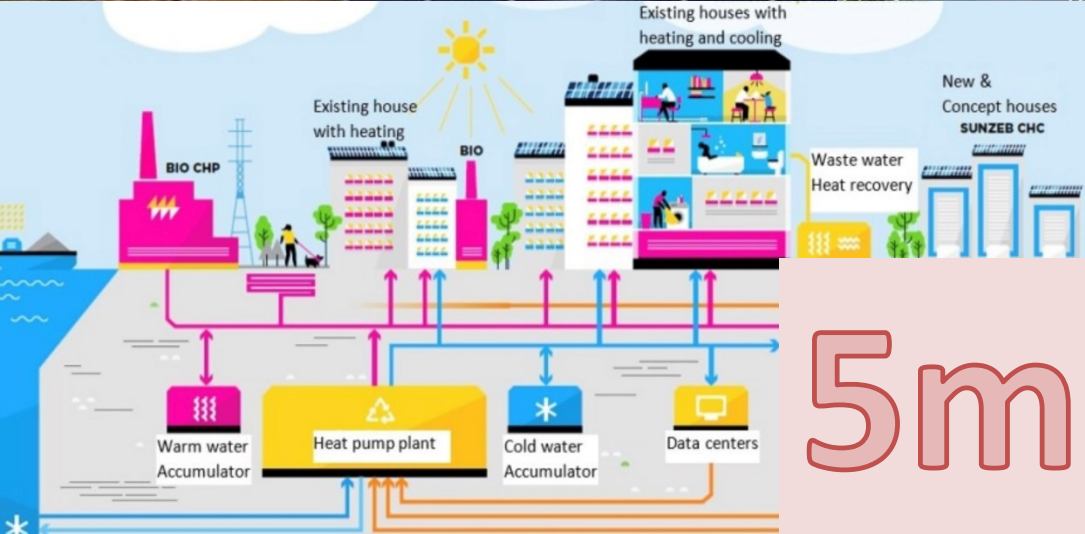 Existing houses with
heating and cooling
New &
Concept houses
SUNZEB CHC
Existing house
with heating
BIO
BIO CHP
Waste water
Heat recovery
5m
Warm water
Accumulator
Heat pump plant
Cold water
Accumulator
Data centers